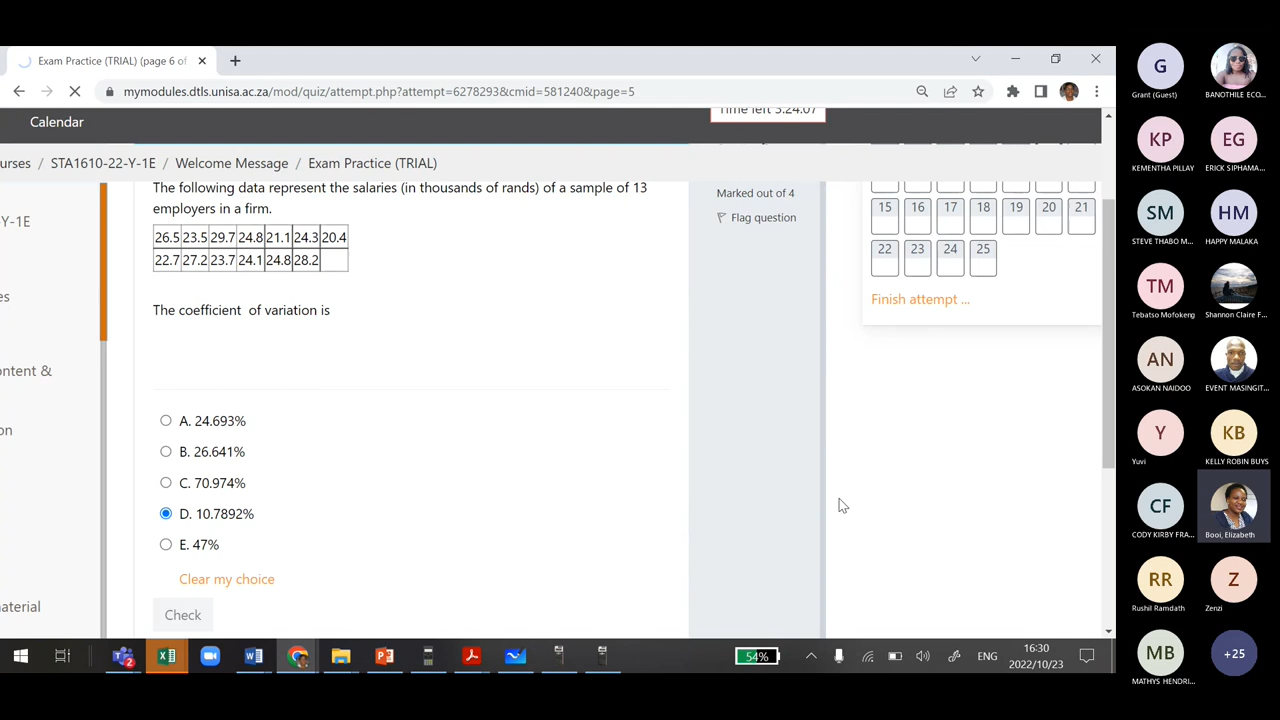 Exam Practice (TRIAL) (page 6 of
mymodules.dtls.unisa.ac.za/mod/quiz/attempt.php?attempt=6278293&cmid=581240&page=5
Calendar
Time left 3:24:07
urses / STA1610-22-Y-1E / Welcome Message / Exam Practice (TRIAL)
-Y-1E
es
ontent &
on
aterial
The following data represent the salaries (in thousands of rands) of a sample of 13
employers in a firm.
26.5 23.5 29.7 24.8 21.1 24.3 20.4
22.7 27.2 23.7 24.1 24.8 28.2
The coefficient of variation is
A. 24.693%
B. 26.641%
C. 70.974%
D. 10.7892%
E. 47%
Clear my choice
Check
Marked out of 4
Flag question
15 16 17 18 19 20 21
22 23 24 25
Finish attempt ...
54%
ENG
16:30
2022/10/23
G
Grant (Guest)
BANOTHILE ECO...
KP
KEMENTHA PILLAY
EG
ERICK SIPHAMA...
SM
STEVE THABO M...
HM
HAPPY MALAKA
TM
Tebatso Mofokeng
Shannon Claire F...
AN
ASOKAN NAIDOO
EVENT MASINGIT...
Y
Yuvi
KB
KELLY ROBIN BUYS
CF
CODY KIRBY FRA...
Booi, Elizabeth
RR
Rushil Ramdath
Z
Zenzi
MB
MATHYS HENDRI...
+25